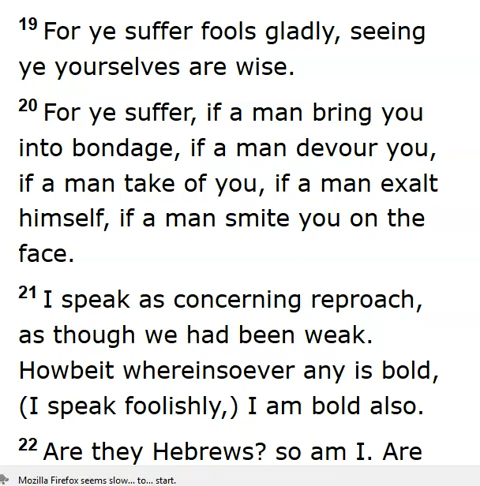 19 For ye suffer fools gladly, seeing
ye yourselves are wise.
20 For ye suffer, if a man bring you
into bondage, if a man devour you,
if a man take of you, if a man exalt
himself, if a man smite you on the
face.
21 I speak as concerning reproach,
as though we had been weak.
Howbeit whereinsoever any is bold,
(I speak foolishly,) I am bold also.
22 Are they Hebrews? so am I. Are
Mozilla Firefox seems slow... to... start.